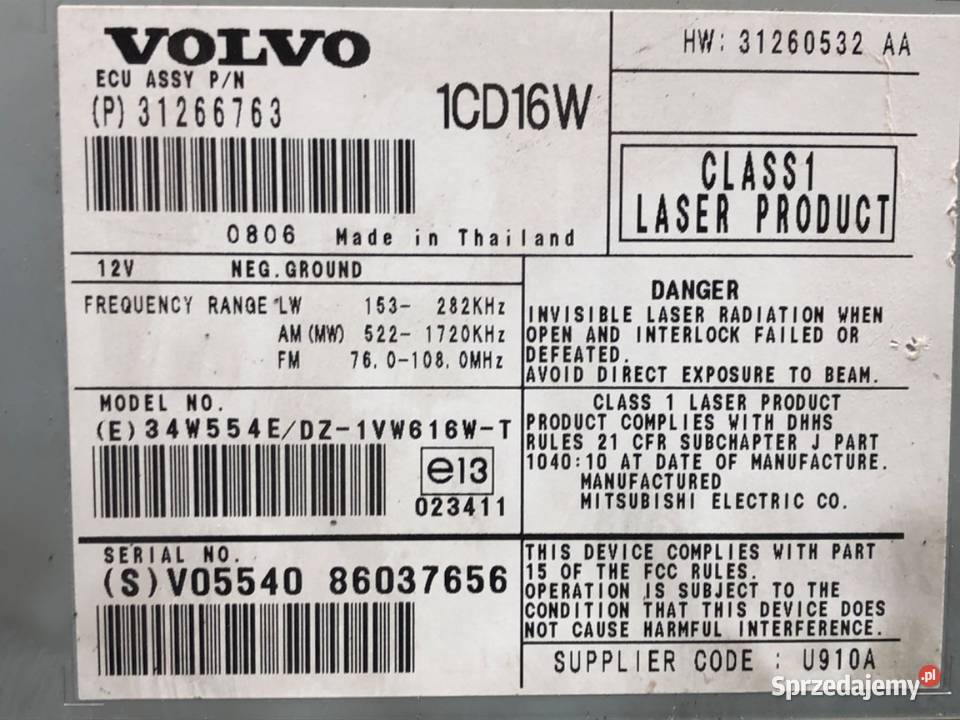 VOLVO
ECU ASSY P/N
(P) 31266763
1CD16W
0806 Made in Thailand
HW: 31260532 AA
CLASS1
LASER PRODUCT
12V NEG. GROUND
FREQUENCY RANGE LW 153- 282KHz
AM (MW) 522- 1720KHz
FM 76.0-108.0MHz
DANGER
INVISIBLE LASER RADIATION WHEN
OPEN AND INTERLOCK FAILED OR
DEFEATED.
AVOID DIRECT EXPOSURE TO BEAM.
MODEL NO.
(E) 34W554E/DZ-1VW616W-T
e13
023411
CLASS 1 LASER PRODUCT
PRODUCT COMPLIES WITH DHHS
RULES 21 CFR SUBCHAPTER J PART
1040:10 AT DATE OF MANUFACTURE.
MANUFACTURED
MITSUBISHI ELECTRIC CO.
SERIAL NO.
(S) V05540 86037656
THIS DEVICE COMPLIES WITH PART
15 OF THE FCC RULES.
OPERATION IS SUBJECT TO THE
CONDITION THAT THIS DEVICE DOES
NOT CAUSE HARMFUL INTERFERENCE.
SUPPLIER CODE : U910A
Sprzedajemy.pl